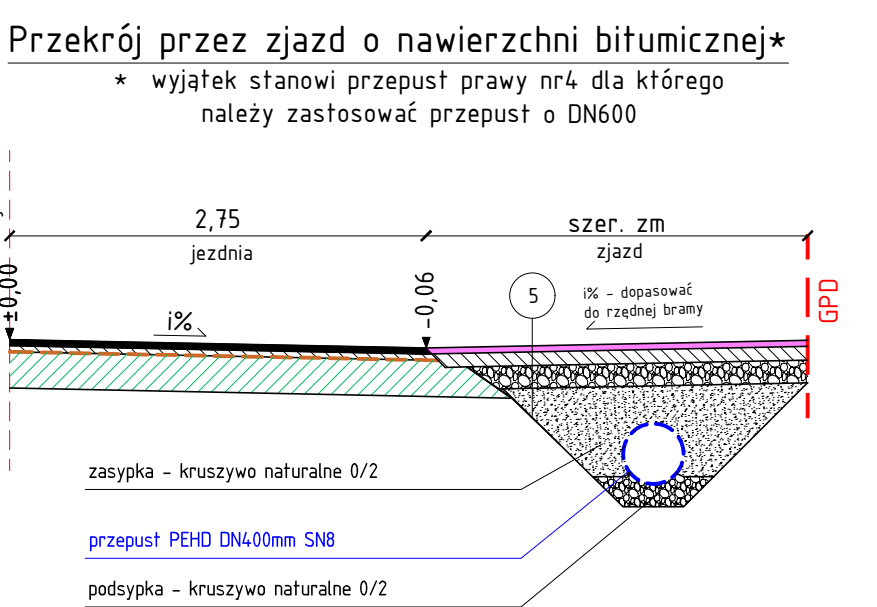 Przekrój przez zjazd o nawierzchni bitumicznej*
* wyjątek stanowi przepust prawy nr4 dla którego
należy zastosować przepust o DN600
2,75
szer. zm
jezdnia
zjazd
±0,00
-0,06
5
i% - dopasować
do rzędnej bramy
GPD
i%
zasypka - kruszywo naturalne 0/2
przepust PEHD DN400mm SN8
podsypka - kruszywo naturalne 0/2